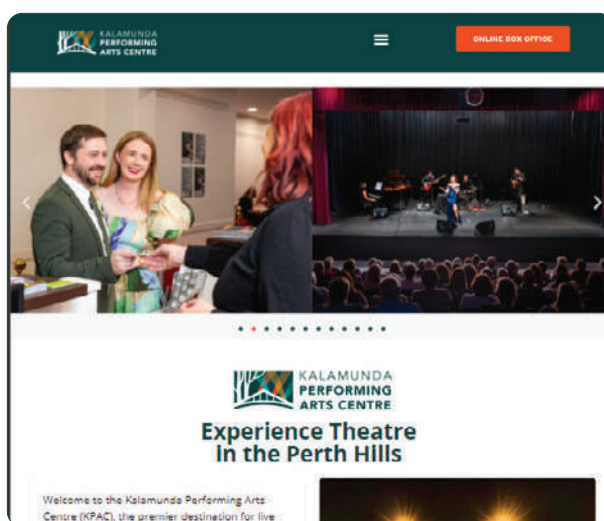 KALAMUNDA
PERFORMING
ARTS CENTRE
ONLINE BOX OFFICE
KALAMUNDA
PERFORMING
ARTS CENTRE
Experience Theatre
in the Perth Hills
Welcome to the Kalamunda Performing Arts
Centre (KPAC), the premier destination for live